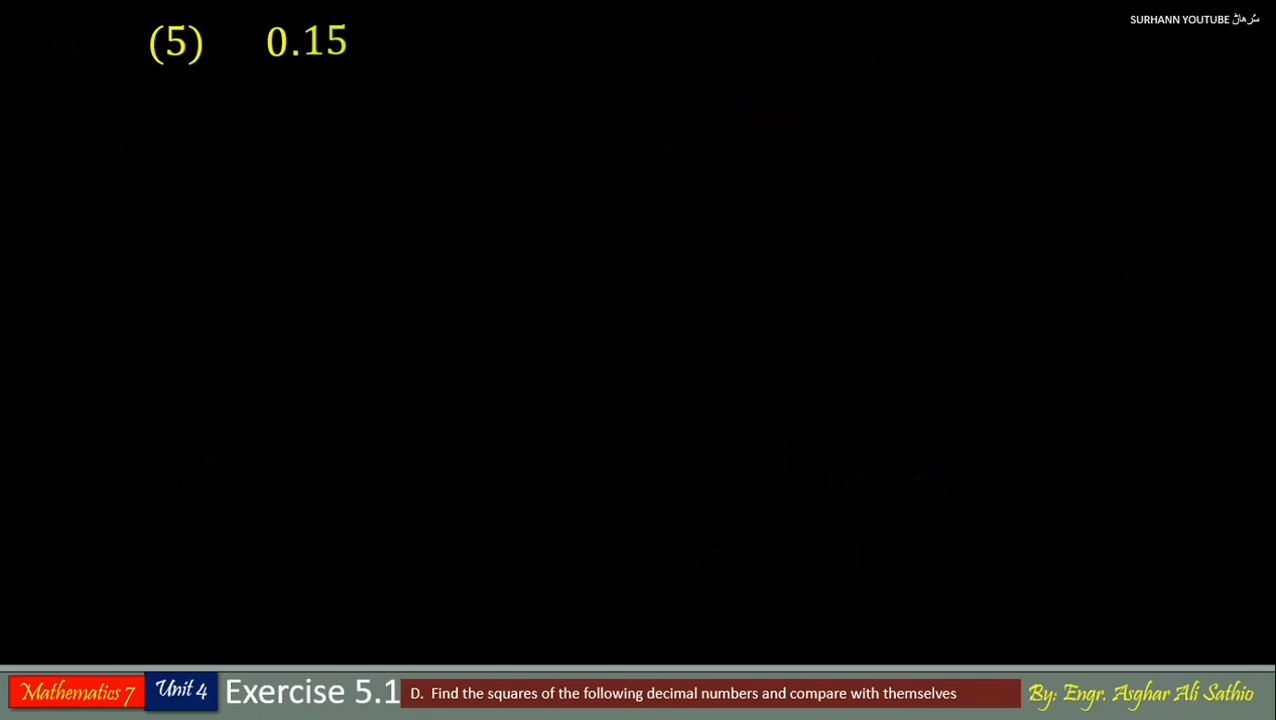 SURHANN YOUTUBE سُرهاڻ
(5) 0.15
Mathematics 7 Unit 4 Exercise 5.1 D. Find the squares of the following decimal numbers and compare with themselves By: Engr. Asghar Ali Sathio